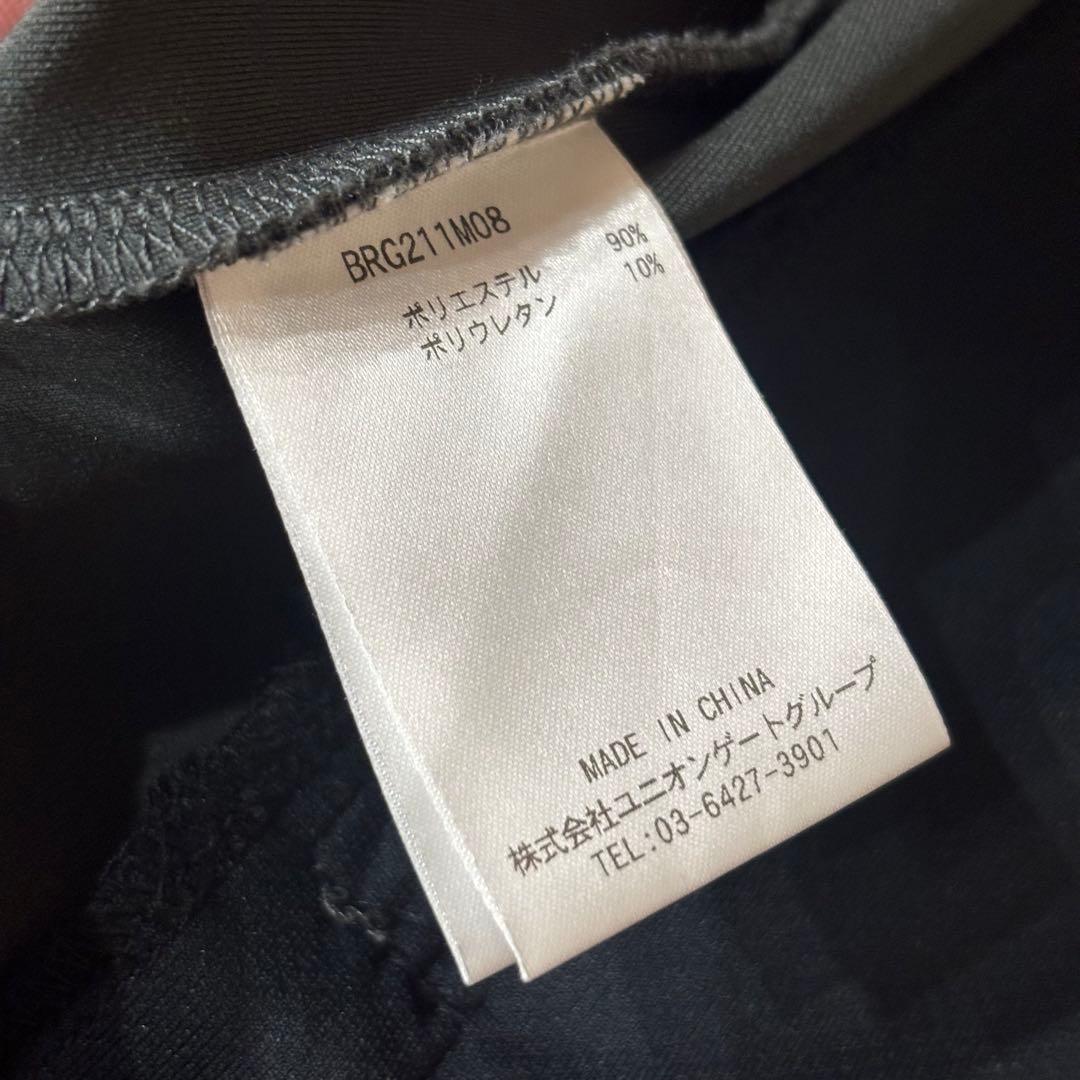 BRG211M08
ポリエステル 90%
ポリウレタン 10%
MADE IN CHINA
株式会社ユニオンゲートグループ
TEL:03-6427-3901